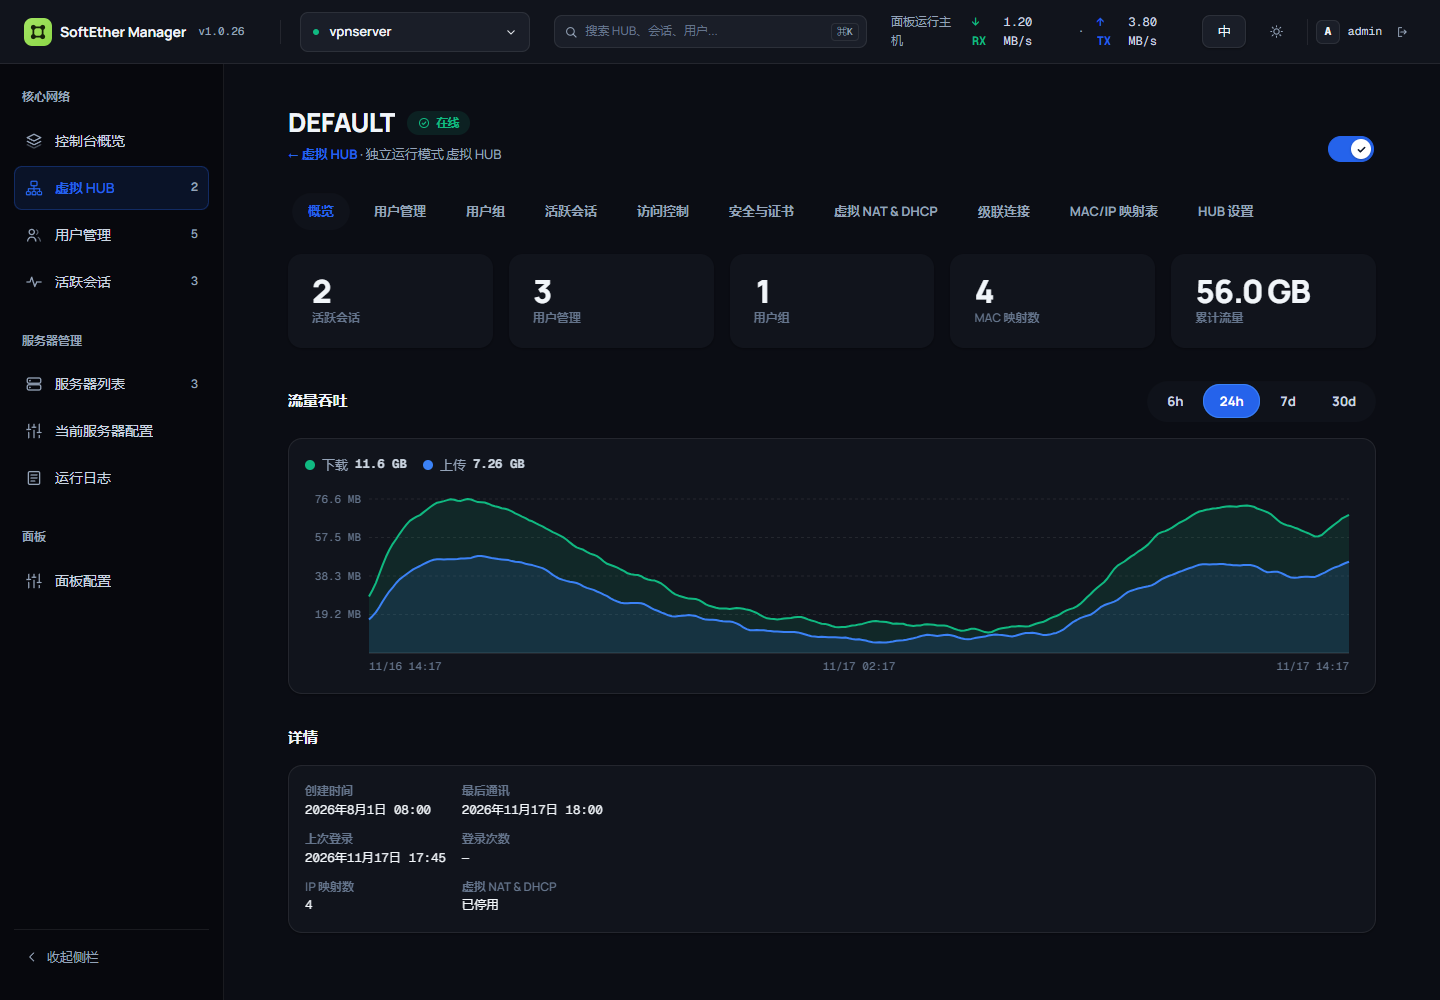 SoftEther Manager v1.0.26
vpnserver
搜索 HUB、会话、用户... ⌘K
面板运行主机
↓ RX 1.20 MB/s
·
↑ TX 3.80 MB/s
中
A admin
核心网络
控制台概览
虚拟 HUB 2
用户管理 5
活跃会话 3
服务器管理
服务器列表 3
当前服务器配置
运行日志
面板
面板配置
收起侧栏
DEFAULT 在线
← 虚拟 HUB · 独立运行模式 虚拟 HUB
概览 用户管理 用户组 活跃会话 访问控制 安全与证书 虚拟 NAT & DHCP 级联连接 MAC/IP 映射表 HUB 设置
2
活跃会话
3
用户管理
1
用户组
4
MAC 映射数
56.0 GB
累计流量
流量吞吐
6h 24h 7d 30d
下载 11.6 GB 上传 7.26 GB
76.6 MB
57.5 MB
38.3 MB
19.2 MB
11/16 14:17 11/17 02:17 11/17 14:17
详情
创建时间
2026年8月1日 08:00
最后通讯
2026年11月17日 18:00
上次登录
2026年11月17日 17:45
登录次数
—
IP 映射数
4
虚拟 NAT & DHCP
已停用